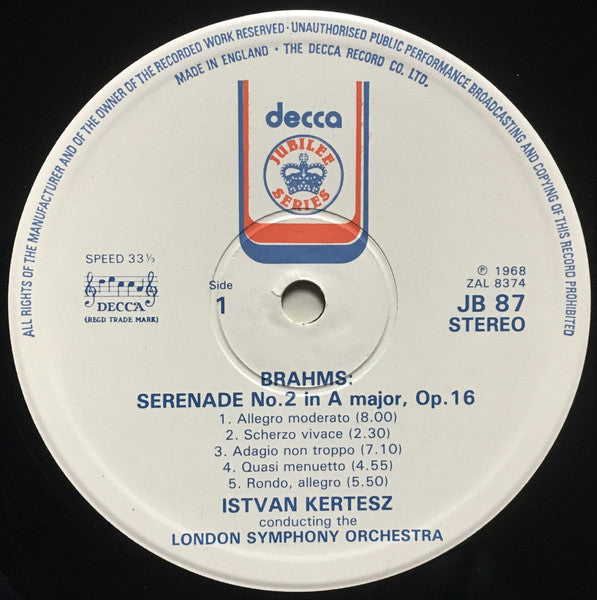 ALL RIGHTS OF THE MANUFACTURER AND OF THE OWNER OF THE RECORDED WORK RESERVED · UNAUTHORISED PUBLIC PERFORMANCE BROADCASTING AND COPYING OF THIS RECORD PROHIBITED
MADE IN ENGLAND · THE DECCA RECORD CO. LTD.
decca
JUBILEE
SERIES
SPEED 33⅓
DECCA
(REGD TRADE MARK)
Side
1
℗ 1968
ZAL 8374
JB 87
STEREO
BRAHMS:
SERENADE No.2 in A major, Op.16
1. Allegro moderato (8.00)
2. Scherzo vivace (2.30)
3. Adagio non troppo (7.10)
4. Quasi menuetto (4.55)
5. Rondo, allegro (5.50)
ISTVAN KERTESZ
conducting the
LONDON SYMPHONY ORCHESTRA